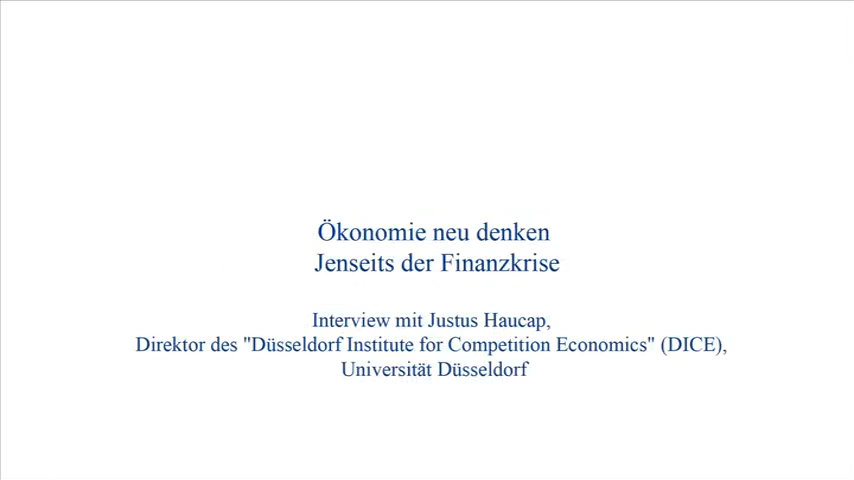 Ökonomie neu denken
Jenseits der Finanzkrise
Interview mit Justus Haucap,
Direktor des "Düsseldorf Institute for Competition Economics" (DICE),
Universität Düsseldorf